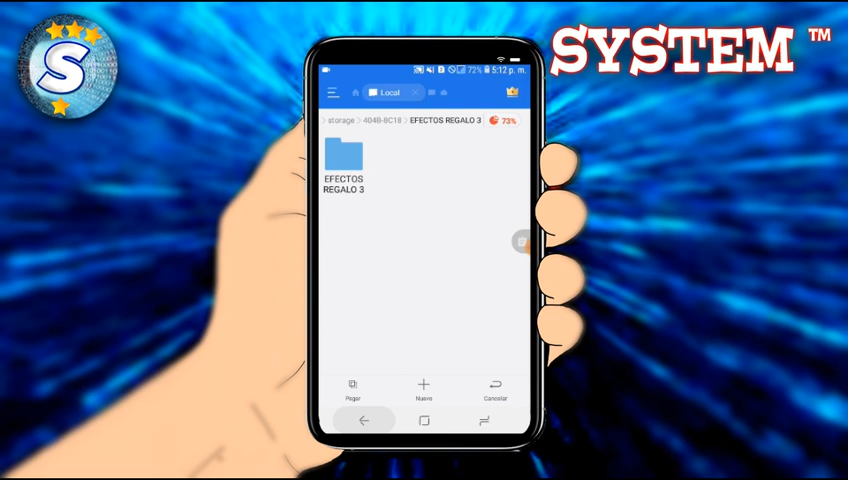 S
SYSTEM ™
72% 5:12 p. m.
Local
storage 404B-8C18 EFECTOS REGALO 3 73%
EFECTOS
REGALO 3
Pegar Nuevo Cancelar